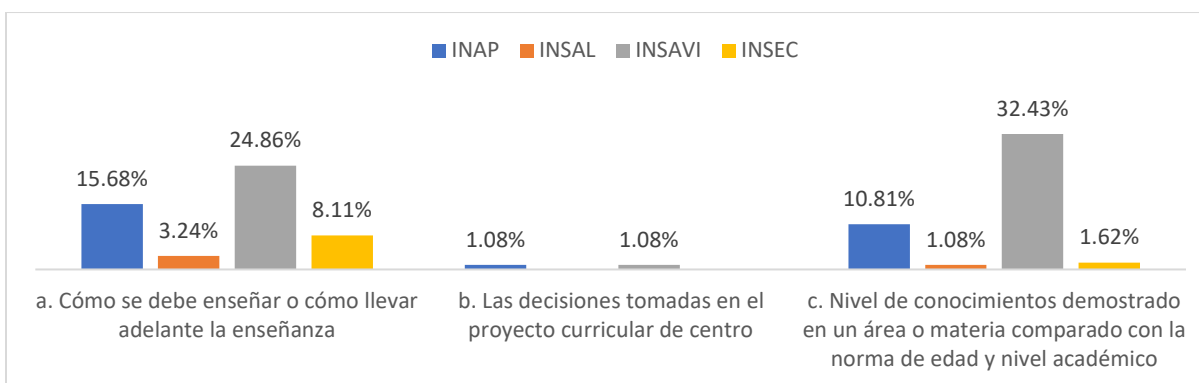 INAP INSAL INSAVI INSEC
32.43%
24.86%
15.68%
10.81%
8.11%
3.24%
1.08% 1.08% 1.08% 1.62%
a. Cómo se debe enseñar o cómo llevar
adelante la enseñanza
b. Las decisiones tomadas en el
proyecto curricular de centro
c. Nivel de conocimientos demostrado
en un área o materia comparado con la
norma de edad y nivel académico